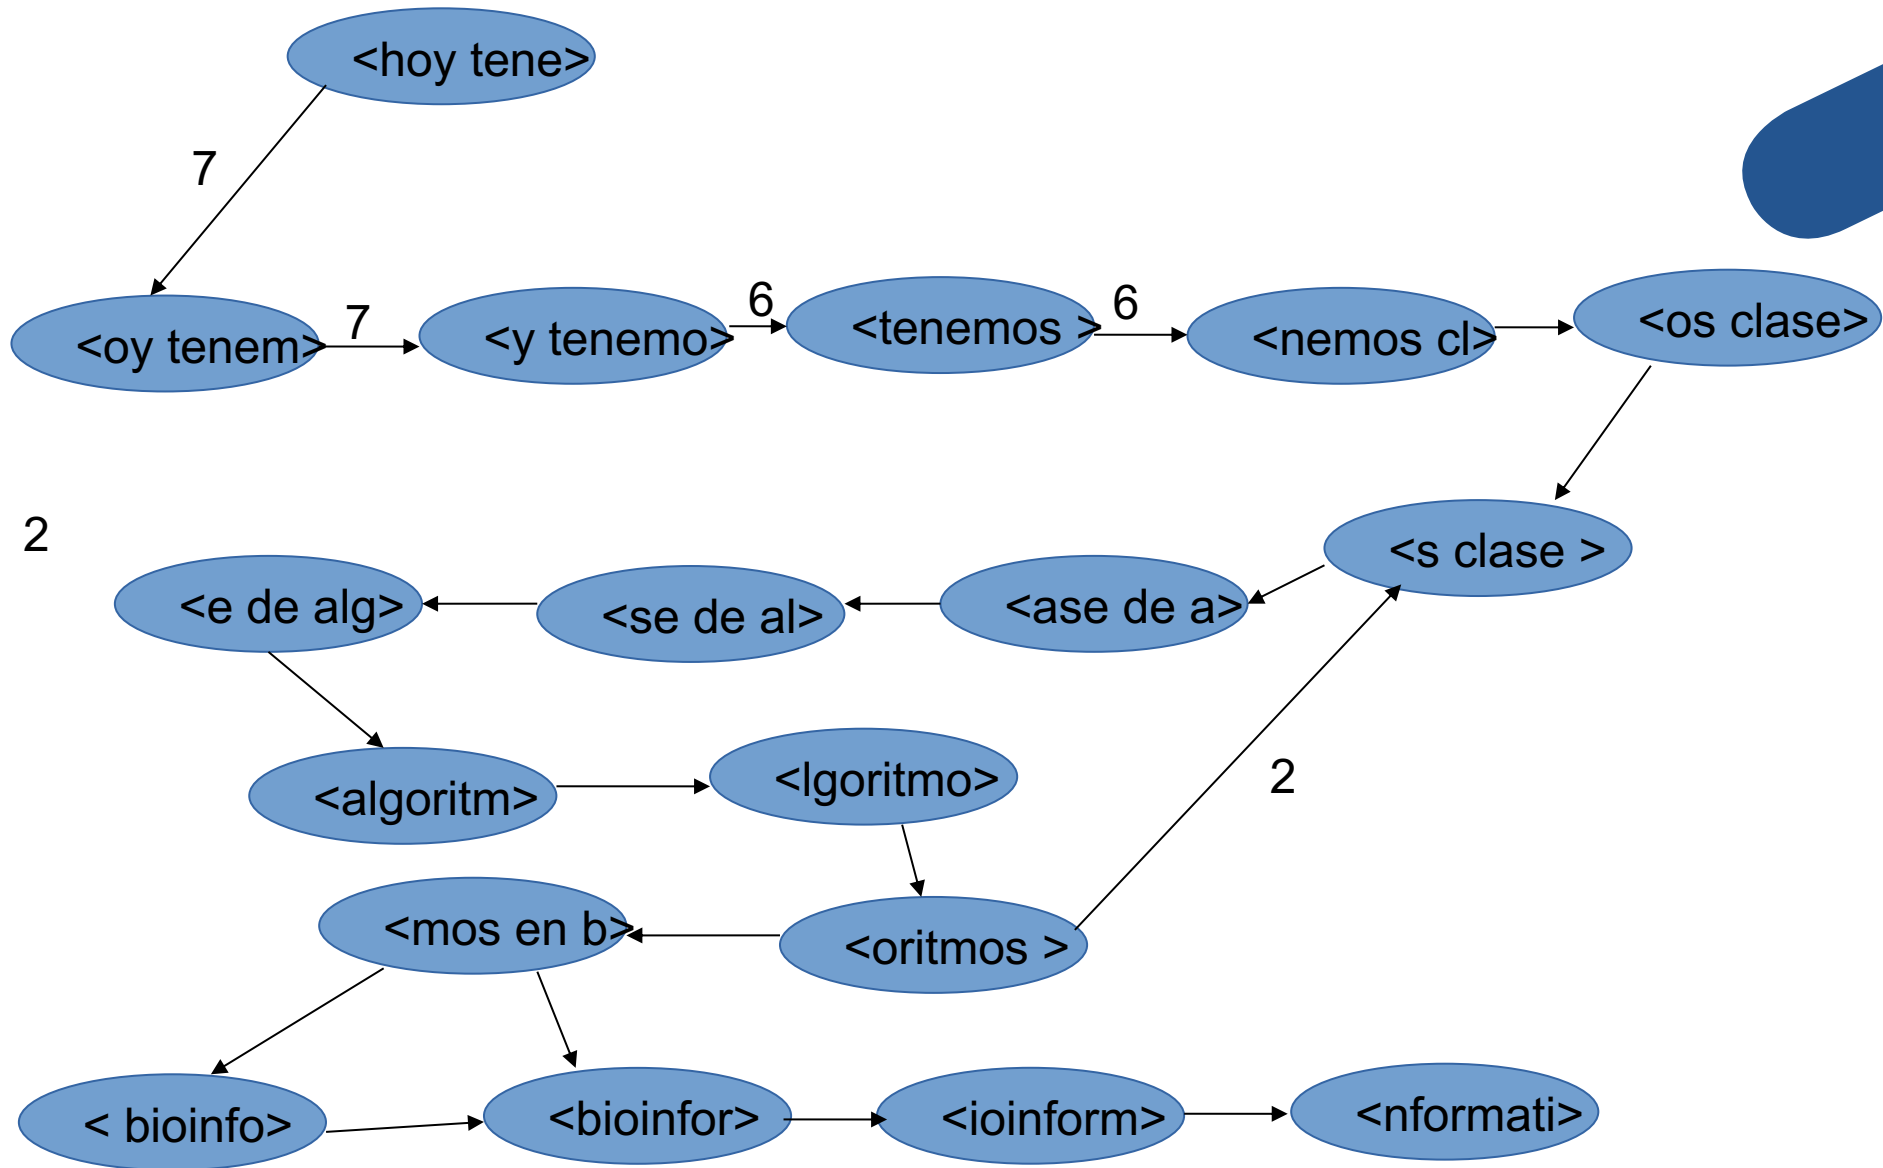 <hoy tene>
7
<oy tenem>
7
<y tenemo>
6
<tenemos >
6
<nemos cl>
<os clase>
2
<e de alg>
<se de al>
<ase de a>
<s clase >
<algoritm>
<lgoritmo>
2
<mos en b>
<oritmos >
< bioinfo>
<bioinfor>
<ioinform>
<nformati>